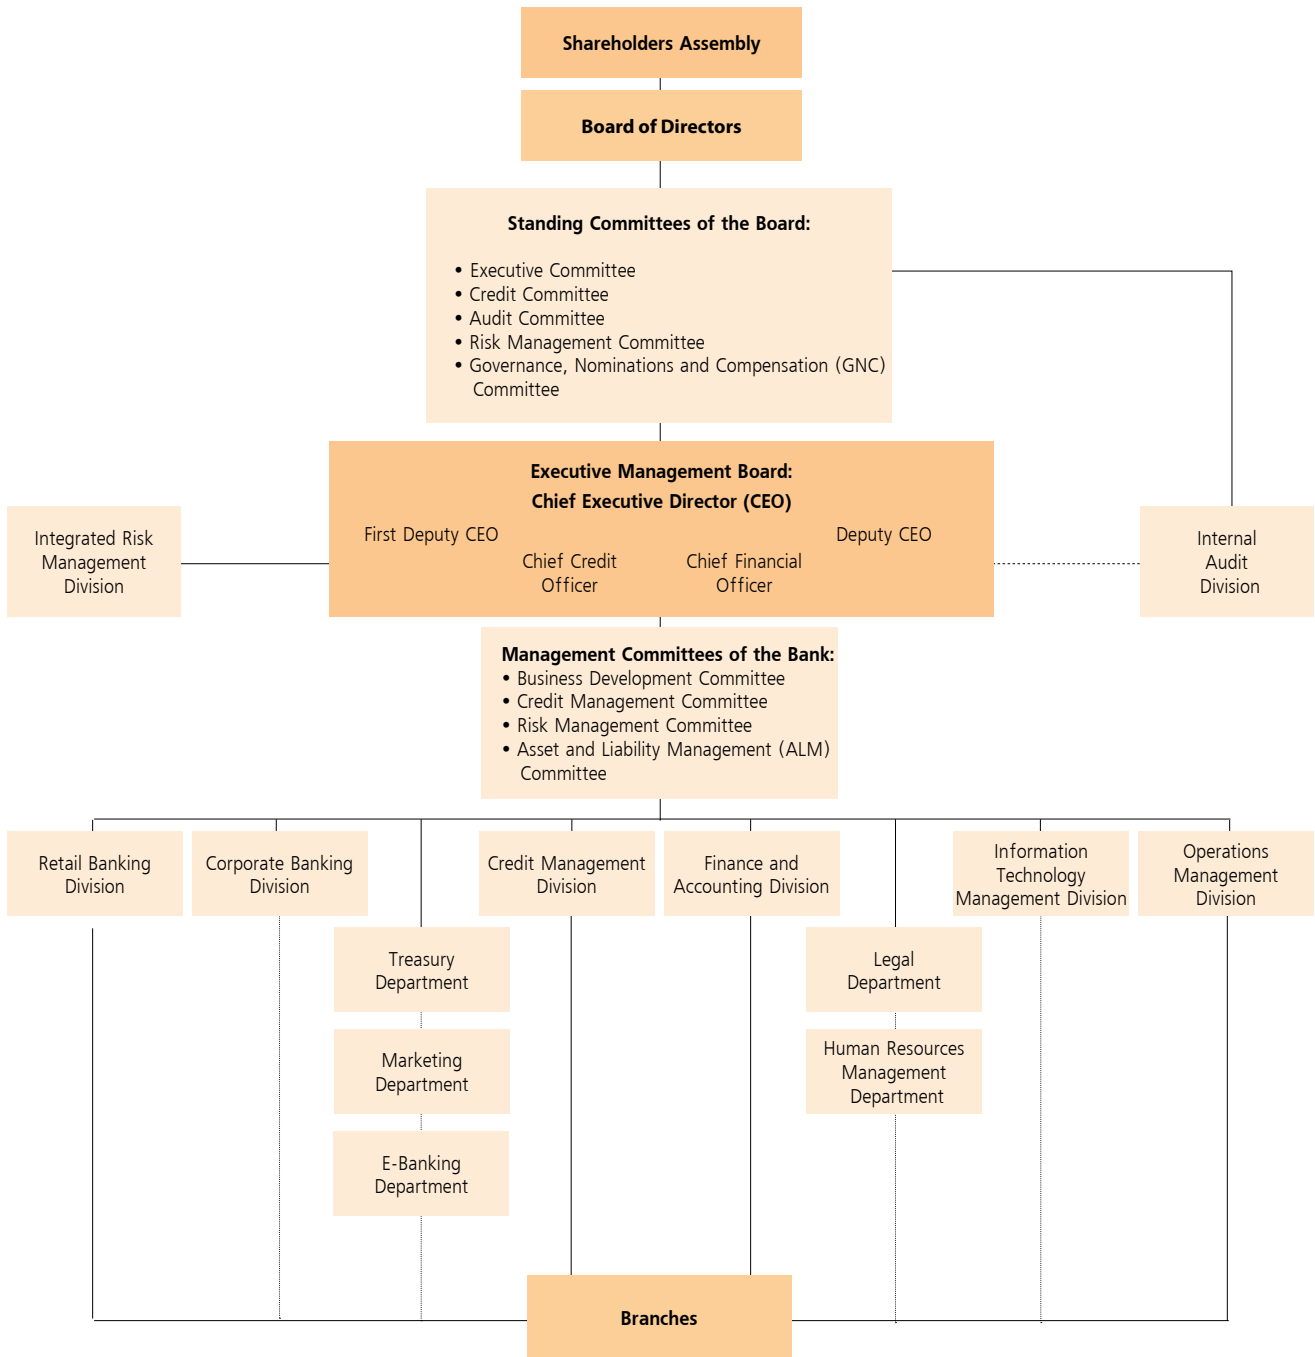 Shareholders Assembly
Board of Directors
Standing Committees of the Board:
• Executive Committee
• Credit Committee
• Audit Committee
• Risk Management Committee
• Governance, Nominations and Compensation (GNC)
Committee
Executive Management Board:
Chief Executive Director (CEO)
First Deputy CEO
Deputy CEO
Chief Credit
Officer
Chief Financial
Officer
Integrated Risk
Management
Division
Internal
Audit
Division
Management Committees of the Bank:
• Business Development Committee
• Credit Management Committee
• Risk Management Committee
• Asset and Liability Management (ALM)
Committee
Retail Banking
Division
Corporate Banking
Division
Credit Management
Division
Finance and
Accounting Division
Information
Technology
Management Division
Operations
Management
Division
Treasury
Department
Legal
Department
Marketing
Department
Human Resources
Management
Department
E-Banking
Department
Branches